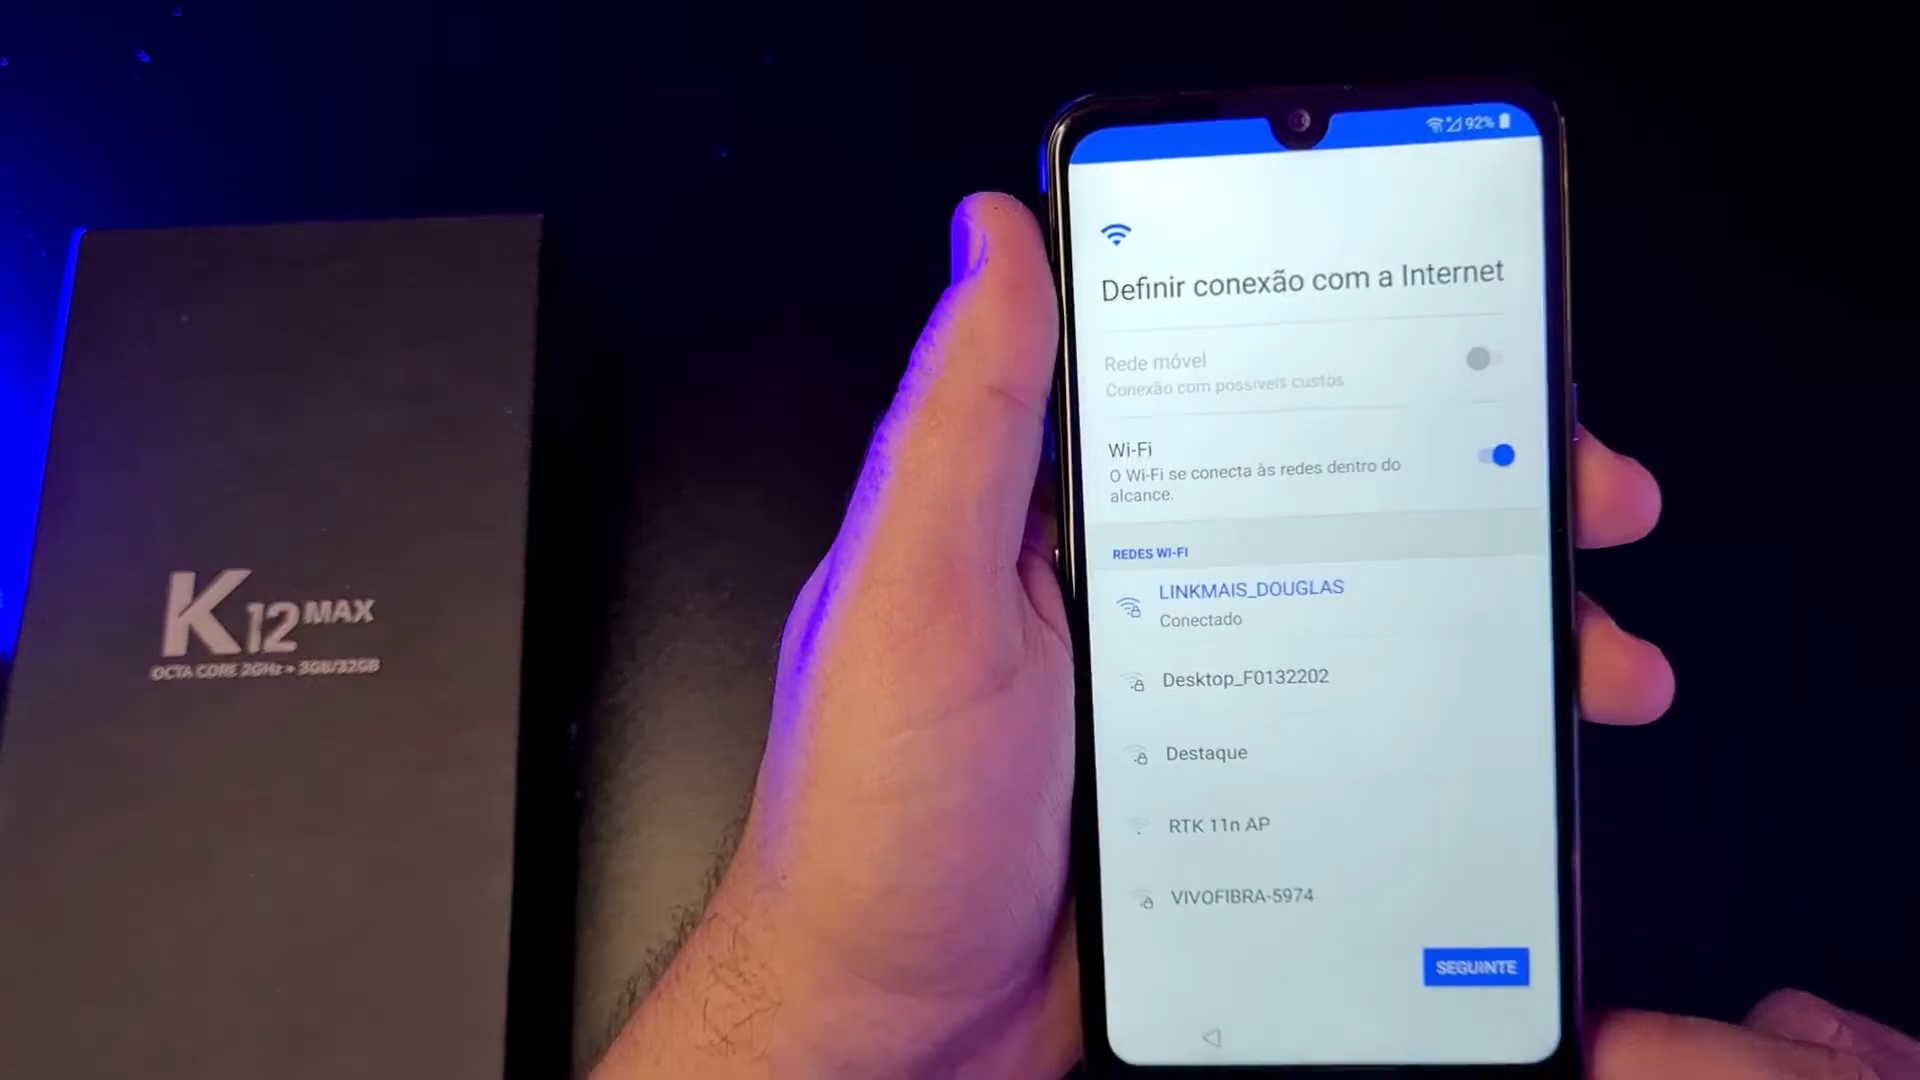 K12 MAX
OCTA CORE 2GHz • 3GB/32GB
92%
Definir conexão com a Internet
Rede móvel
Conexão com possíveis custos
Wi-Fi
O Wi-Fi se conecta às redes dentro do
alcance.
REDES WI-FI
LINKMAIS_DOUGLAS
Conectado
Desktop_F0132202
Destaque
RTK 11n AP
VIVOFIBRA-5974
SEGUINTE